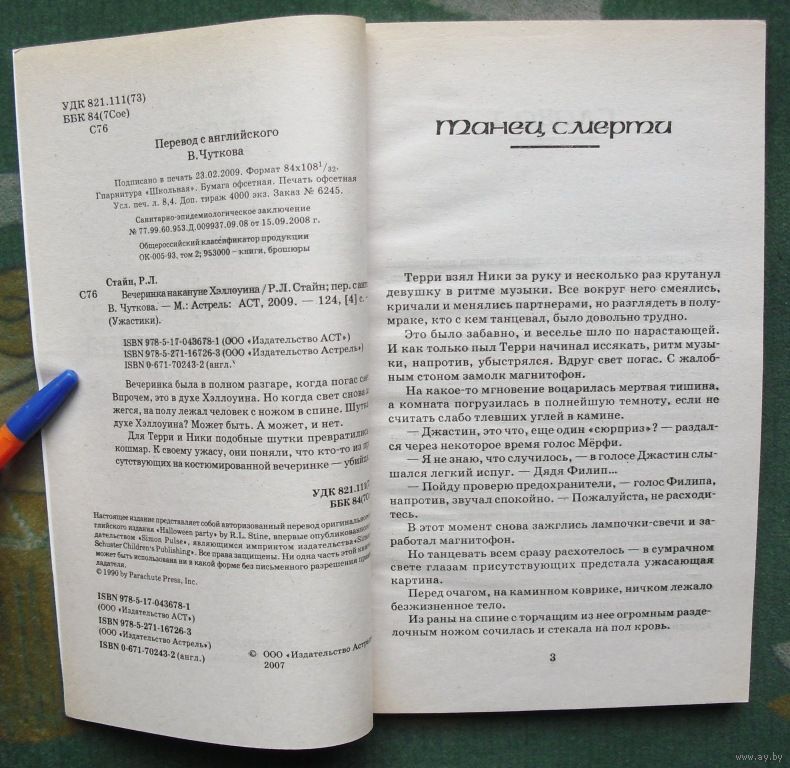 УДК 821.111(73)
ББК 84(7Сое)
С76
Перевод с английского
В.Чуткова
Подписано в печать 23.02.2009. Формат 84х108¹/₃₂.
Гарнитура «Школьная». Бумага офсетная. Печать офсетная
Усл. печ. л. 8,4. Доп. тираж 4000 экз. Заказ № 6245.
Санитарно-эпидемиологическое заключение
№ 77.99.60.953.Д.009937.09.08 от 15.09.2008 г.
Общероссийский классификатор продукции
ОК-005-93, том 2; 953000 – книги, брошюры
Стайн, Р.Л.
С76 Вечеринка накануне Хэллоуина / Р.Л. Стайн; пер. с англ.
В. Чуткова. — М.: Астрель: АСТ, 2009. — 124, [4] с. –
(Ужастики).
ISBN 978-5-17-043678-1 (ООО «Издательство АСТ»)
ISBN 978-5-271-16726-3 (ООО «Издательство Астрель»)
ISBN 0-671-70243-2 (англ.)
Вечеринка была в полном разгаре, когда погас
Впрочем, это в духе Хэллоуина. Но когда свет снова
жегся, на полу лежал человек с ножом в спине. Шутка
духе Хэллоуина? Может быть. А может, и нет.
Для Терри и Ники подобные шутки превратились
кошмар. К своему ужасу, они поняли, что кто-то из
сутствующих на костюмированной вечеринке — убийца
УДК 821.111(7
ББК 84(7С
Настоящее издание представляет собой авторизованный перевод оригинального
глийского издания «Halloween party» by R.L. Stine, впервые опубликованного
дательством «Simon Pulse», являющимся импринтом издательства «Simon
Schuster Children's Publishing». Все права защищены. Ни одна часть этой книги
может быть использована ни в какой форме без письменного разрешения
ладателя.
© 1990 by Parachute Press, Inc.
ISBN 978-5-17-043678-1
(ООО «Издательство АСТ»)
ISBN 978-5-271-16726-3
(ООО «Издательство Астрель»)
ISBN 0-671-70243-2 (англ.)
© ООО «Издательство Астрель
2007
Танец смерти
Терри взял Ники за руку и несколько раз крутанул
девушку в ритме музыки. Все вокруг него смеялись,
кричали и менялись партнерами, но разглядеть в полу-
мраке, кто с кем танцевал, было довольно трудно.
Это было забавно, и веселье шло по нарастающей.
И как только пыл Терри начинал иссякать, ритм музы-
ки, напротив, убыстрялся. Вдруг свет погас. С жалоб-
ным стоном замолк магнитофон.
На какое-то мгновение воцарилась мертвая тишина,
а комната погрузилась в полнейшую темноту, если не
считать слабо тлевших углей в камине.
— Джастин, это что, еще один «сюрприз»? — раздал-
ся через некоторое время голос Мёрфи.
— Я не знаю, что случилось, — в голосе Джастин слы-
шался легкий испуг. — Дядя Филип...
— Пойду проверю предохранители, — голос Филипа,
напротив, звучал спокойно. — Пожалуйста, не расходи-
тесь.
В этот момент снова зажглись лампочки-свечи и за-
работал магнитофон.
Но танцевать всем сразу расхотелось — в сумрачном
свете глазам присутствующих предстала ужасающая
картина.
Перед очагом, на каминном коврике, ничком лежало
безжизненное тело.
Из раны на спине с торчащим из нее огромным разде-
лочным ножом сочилась и стекала на пол кровь.
3
www.ay.by